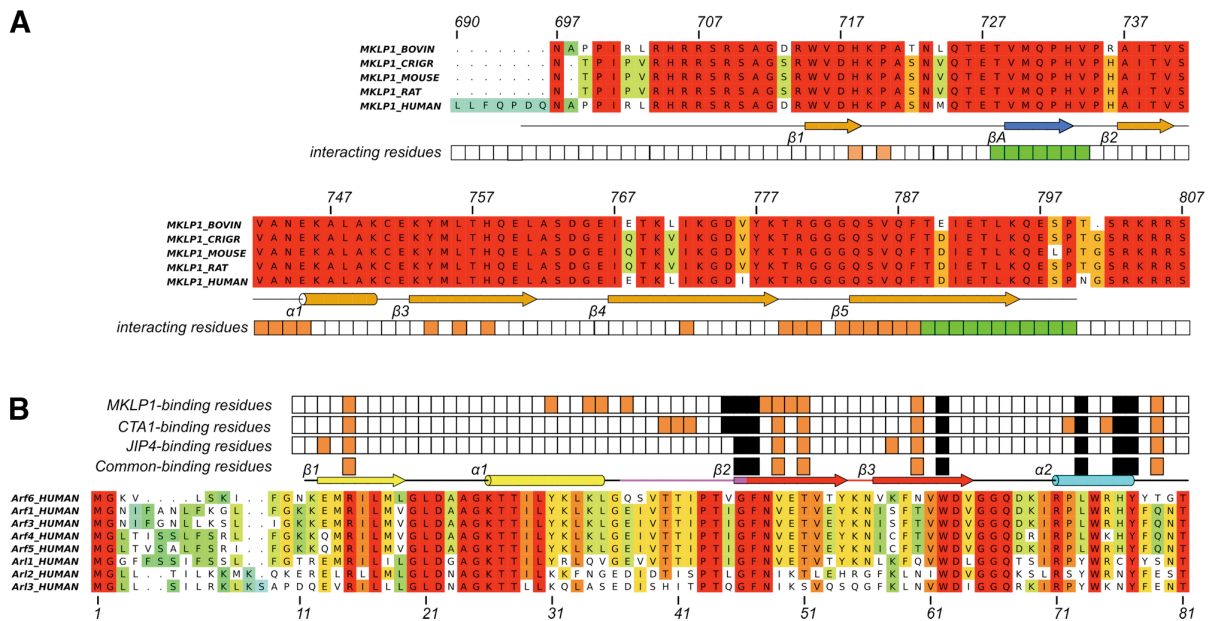 A
690 697 707 717 727 737
MKLP1_BOVIN . . . . . . . N A P P I R L R H R R S R S A G D R W V D H K P A T N L Q T E T V M Q P H V P R A I T V S
MKLP1_CRIGR . . . . . . . N . T P I P V R H R R S R S A G S R W V D H K P A S N V Q T E T V M Q P H V P H A I T V S
MKLP1_MOUSE . . . . . . . N . T P I P V R H R R S R S A G S R W V D H K P A S N V Q T E T V M Q P H V P H A I T V S
MKLP1_RAT . . . . . . . N . T P I P V R H R R S R S A G S R W V D H K P A S N V Q T E T V M Q P H V P H A I T V S
MKLP1_HUMAN L L F Q P D Q N A P P I R L R H R R S R S A G D R W V D H K P A S N M Q T E T V M Q P H V P H A I T V S
β1 βA β2
interacting residues
747 757 767 777 787 797 807
MKLP1_BOVIN V A N E K A L A K C E K Y M L T H Q E L A S D G E I E T K L I K G D V Y K T R G G G Q S V Q F T E I E T L K Q E S P T . S R K R R S
MKLP1_CRIGR V A N E K A L A K C E K Y M L T H Q E L A S D G E I Q T K L I K G D V Y K T R G G G Q S V Q F T D I E T L K Q E S P T G S R K R R S
MKLP1_MOUSE V A N E K A L A K C E K Y M L T H Q E L A S D G E I Q T K V I K G D V Y K T R G G G Q S V Q F T D I E T L K Q E L P T G S R K R R S
MKLP1_RAT V A N E K A L A K C E K Y M L T H Q E L A S D G E I Q T K V I K G D V Y K T R G G G Q S V Q F T D I E T L K Q E S P T G S R K R R S
MKLP1_HUMAN V A N E K A L A K C E K Y M L T H Q E L A S D G E I E T K L I K G D I Y K T R G G G Q S V Q F T D I E T L K Q E S P N G S R K R R S
α1 β3 β4 β5
interacting residues
B
MKLP1-binding residues
CTA1-binding residues
JIP4-binding residues
Common-binding residues
β1 α1 β2 β3 α2
Arf6_HUMAN M G K V . . . . L S K I . . F G N K E M R I L M L G L D A A G K T T I L Y K L K L G Q S V T T I P T V G F N V E T V T Y K N V K F N V W D V G G Q D K I R P L W R H Y Y T G T
Arf1_HUMAN M G N I F A N L F K G L . . F G K K E M R I L M V G L D A A G K T T I L Y K L K L G E I V T T I P T I G F N V E T V E Y K N I S F T V W D V G G Q D K I R P L W R H Y F Q N T
Arf3_HUMAN M G N I F G N L L K S L . . I G K K E M R I L M V G L D A A G K T T I L Y K L K L G E I V T T I P T I G F N V E T V E Y K N I S F T V W D V G G Q D K I R P L W R H Y F Q N T
Arf4_HUMAN M G L T I S S L F S R L . . F G K K Q M R I L M V G L D A A G K T T I L Y K L K L G E I V T T I P T I G F N V E T V E Y K N I C F T V W D V G G Q D R I R P L W K H Y F Q N T
Arf5_HUMAN M G L T V S A L F S R I . . F G K K Q M R I L M V G L D A A G K T T I L Y K L K L G E I V T T I P T I G F N V E T V E Y K N I C F T V W D V G G Q D K I R P L W R H Y F Q N T
Arl1_HUMAN M G G F F S S I F S S L . . F G T R E M R I L I L G L D G A G K T T I L Y R L Q V G E V V T T I P T I G F N V E T V T Y K N L K F Q V W D L G G Q T S I R P Y W R C Y Y S N T
Arl2_HUMAN M G L L . . T I L K K M K . Q K E R E L R L L M L G L D N A G K T T I L K K F N G E D I D T I S P T L G F N I K T L E H R G F K L N I W D V G G Q K S L R S Y W R N Y F E S T
Arl3_HUMAN M G L L . . S I L R K L K S A P D Q E V R I L L L G L D N A G K T T L L K Q L A S E D I S H I T P T Q G F N I K S V Q S Q G F K L N V W D I G G Q R K I R P Y W K N Y F E N T
1 11 21 31 41 51 61 71 81